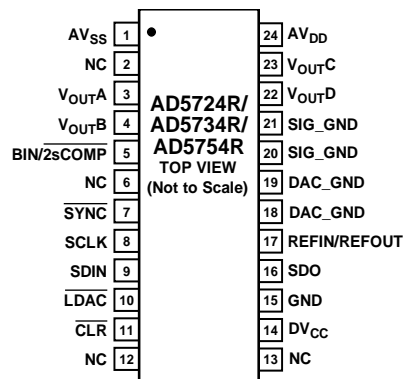 AVSS 1
NC 2
VOUTA 3
VOUTB 4
BIN/2sCOMP 5
NC 6
SYNC 7
SCLK 8
SDIN 9
LDAC 10
CLR 11
NC 12
AD5724R/
AD5734R/
AD5754R
TOP VIEW
(Not to Scale)
24 AVDD
23 VOUTC
22 VOUTD
21 SIG_GND
20 SIG_GND
19 DAC_GND
18 DAC_GND
17 REFIN/REFOUT
16 SDO
15 GND
14 DVCC
13 NC